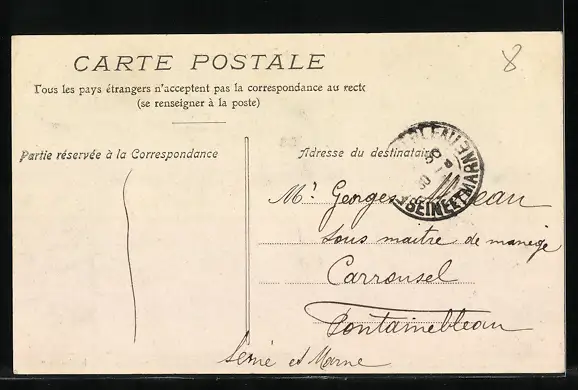 8
CARTE POSTALE
Tous les pays étrangers n'acceptent pas la correspondance au recto
(se renseigner à la poste)
Partie réservée à la Correspondance
Adresse du destinataire
SEINE ET MARNE
Mr Georges
Sous maitre de manège
Carrousel
Fontainebleau
Seine et Marne